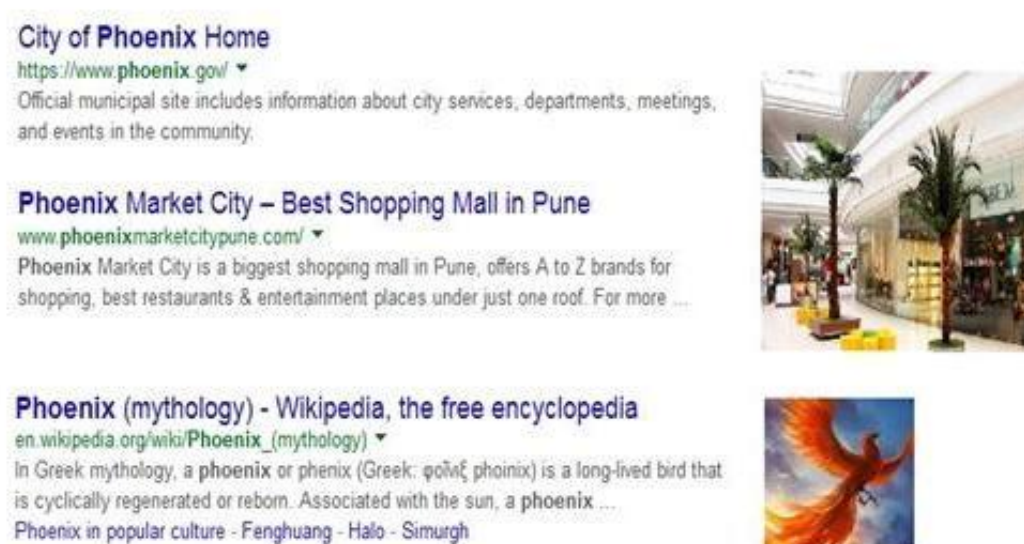 City of Phoenix Home
https://www.phoenix.gov/
Official municipal site includes information about city services, departments, meetings,
and events in the community.
Phoenix Market City – Best Shopping Mall in Pune
www.phoenixmarketcitypune.com/
Phoenix Market City is a biggest shopping mall in Pune, offers A to Z brands for
shopping, best restaurants & entertainment places under just one roof. For more ...
Phoenix (mythology) - Wikipedia, the free encyclopedia
en.wikipedia.org/wiki/Phoenix_(mythology)
In Greek mythology, a phoenix or phenix (Greek: φοῖνιξ phoinix) is a long-lived bird that
is cyclically regenerated or reborn. Associated with the sun, a phoenix ...
Phoenix in popular culture - Fenghuang - Halo - Simurgh